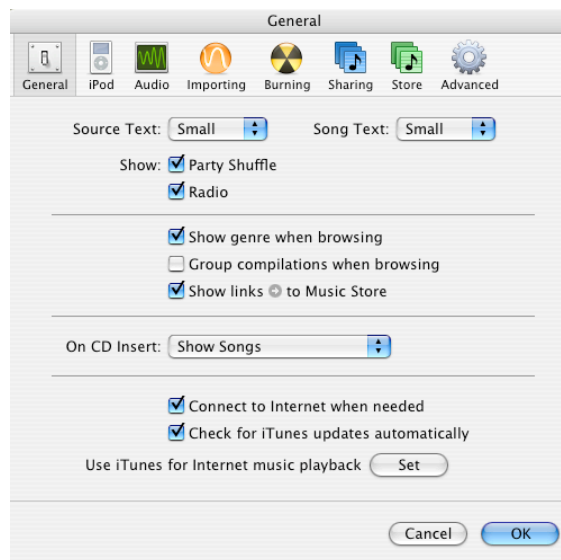 General
General iPod Audio Importing Burning Sharing Store Advanced
Source Text: Small Song Text: Small
Show: Party Shuffle
Radio
Show genre when browsing
Group compilations when browsing
Show links to Music Store
On CD Insert: Show Songs
Connect to Internet when needed
Check for iTunes updates automatically
Use iTunes for Internet music playback Set
Cancel OK